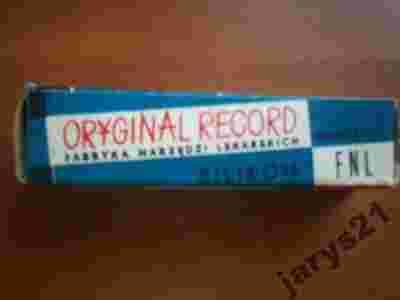 ORYGINAL RECORD
FABRYKA NARZĘDZI LEKARSKICH
FNL
jarys21